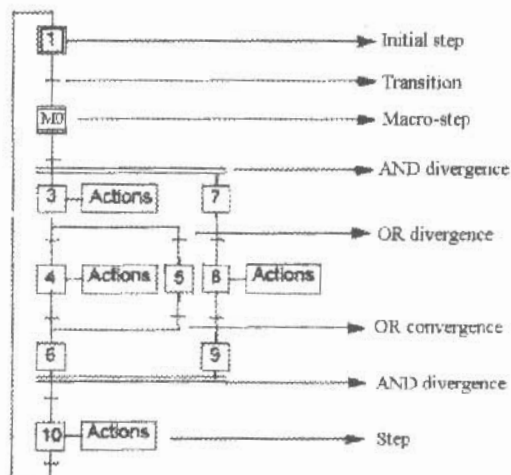 1 Initial step
Transition
M0 Macro-step
AND divergence
3 Actions 7
OR divergence
4 Actions 5 8 Actions
OR convergence
6 9
AND divergence
10 Actions Step